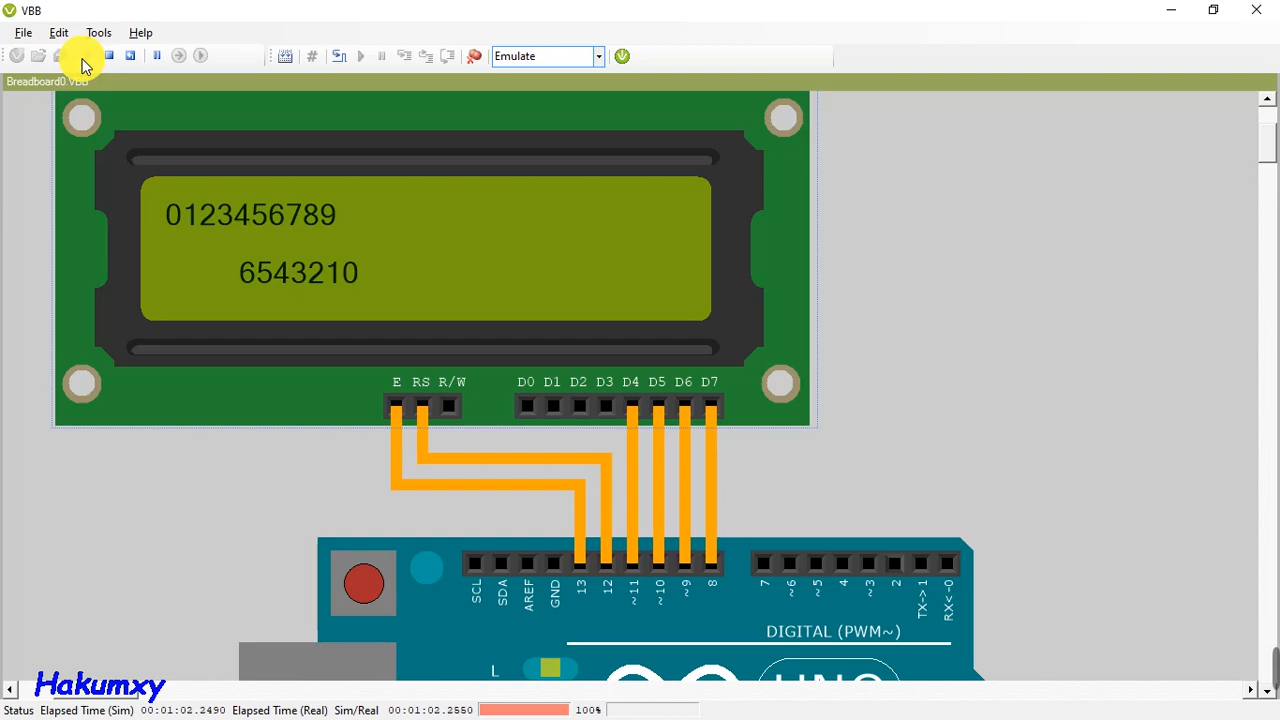 VBB
File Edit Tools Help
# Emulate
Breadboard0.VBB
0123456789
6543210
E RS R/W D0 D1 D2 D3 D4 D5 D6 D7
SCL SDA AREF GND 13 12 ~11 ~10 ~9 8 7 ~6 ~5 4 ~3 2 TX->1 RX<-0
DIGITAL (PWM~)
L
UNO
Hakumxy
Status Elapsed Time (Sim) 00:01:02.2490 Elapsed Time (Real) Sim/Real 00:01:02.2550 100%